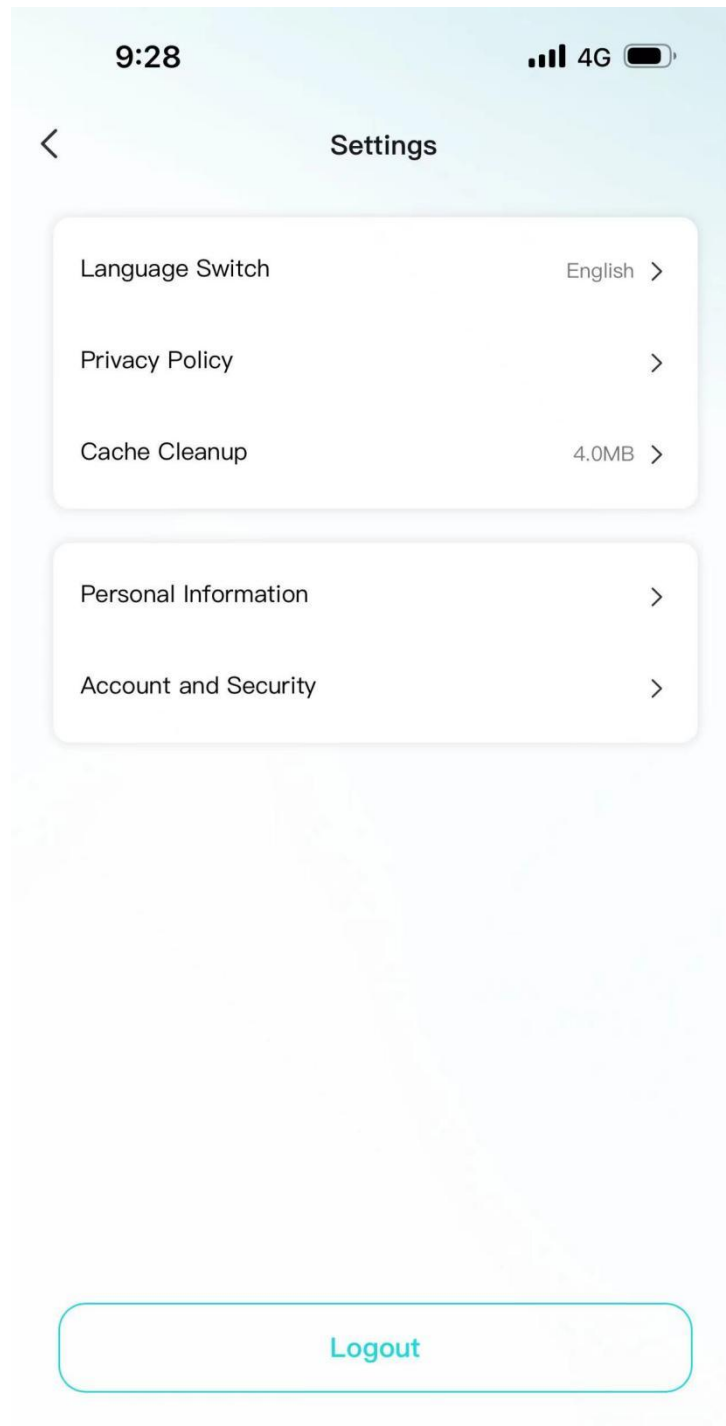 9:28
4G
Settings
Language Switch English
Privacy Policy
Cache Cleanup 4.0MB
Personal Information
Account and Security
Logout